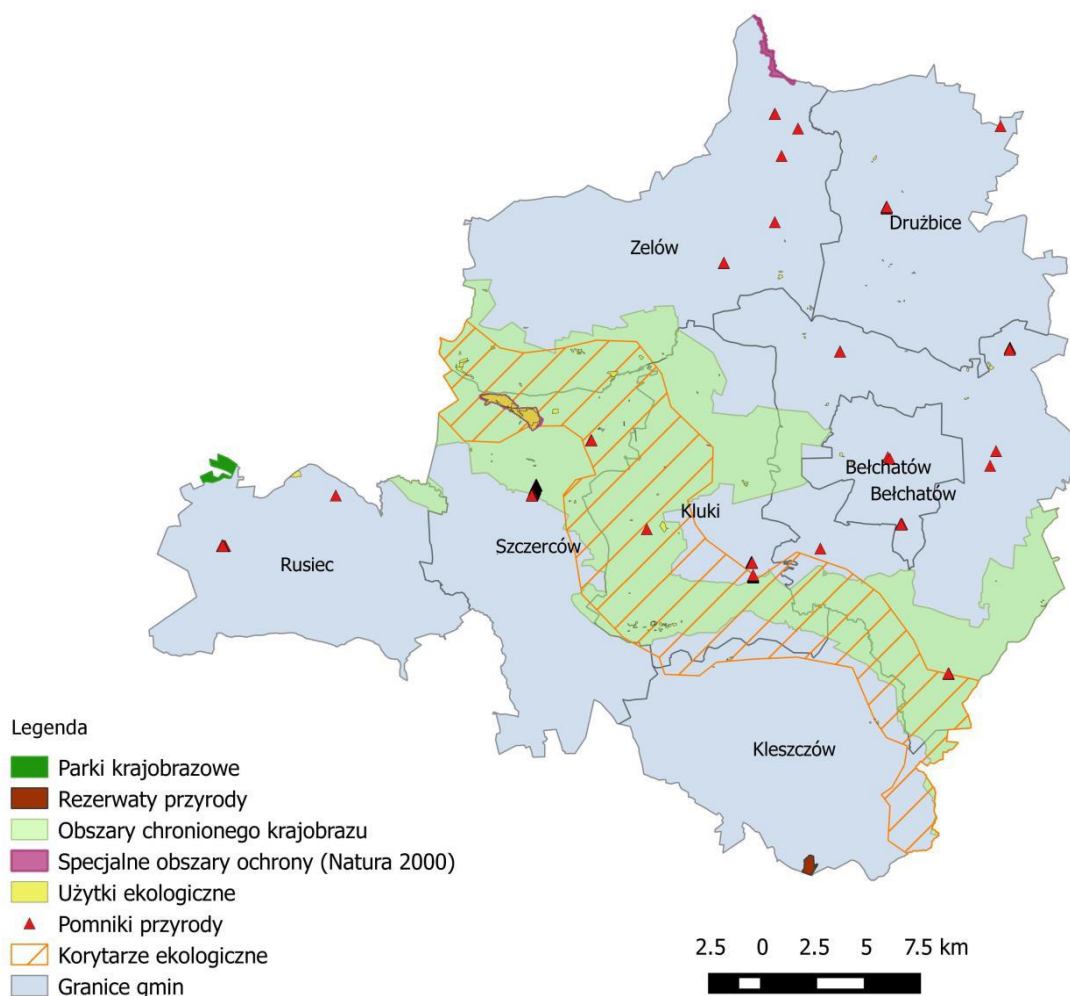 Zelów
Drużbice
Bełchatów
Bełchatów
Kluki
Szczerców
Rusiec
Kleszczów
Legenda
Parki krajobrazowe
Rezerwaty przyrody
Obszary chronionego krajobrazu
Specjalne obszary ochrony (Natura 2000)
Użytki ekologiczne
Pomniki przyrody
Korytarze ekologiczne
Granice gmin
2.5 0 2.5 5 7.5 km